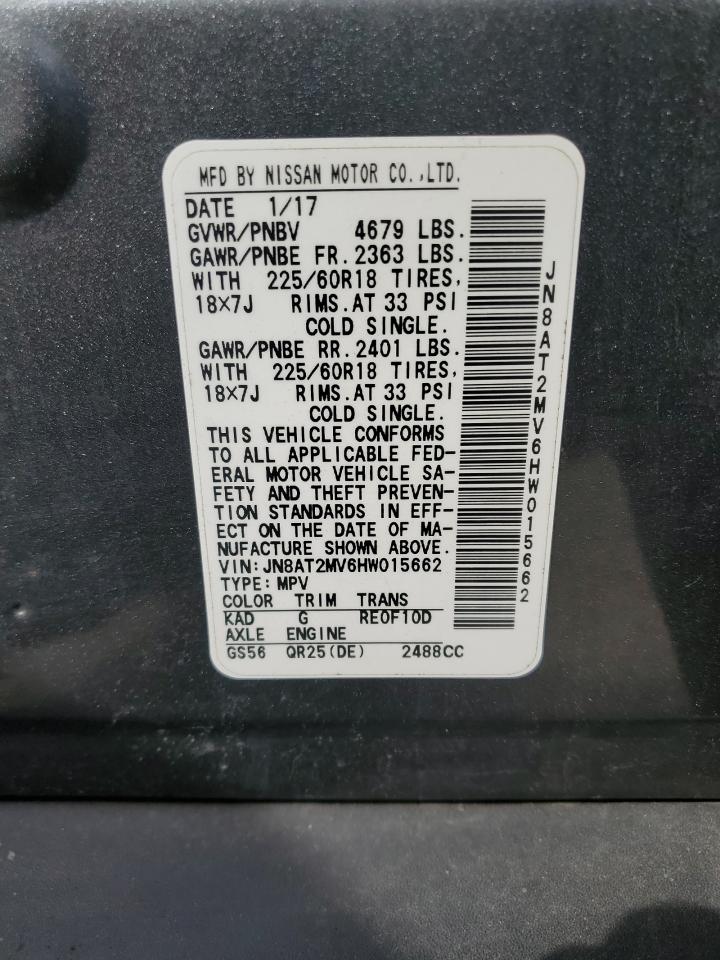 MFD BY NISSAN MOTOR CO.,LTD.
DATE 1/17
GVWR/PNBV 4679 LBS.
GAWR/PNBE FR. 2363 LBS.
WITH 225/60R18 TIRES,
18×7J RIMS. AT 33 PSI
COLD SINGLE.
GAWR/PNBE RR. 2401 LBS.
WITH 225/60R18 TIRES,
18×7J RIMS. AT 33 PSI
COLD SINGLE.
THIS VEHICLE CONFORMS
TO ALL APPLICABLE FED-
ERAL MOTOR VEHICLE SA-
FETY AND THEFT PREVEN-
TION STANDARDS IN EFF-
ECT ON THE DATE OF MA-
NUFACTURE SHOWN ABOVE.
VIN: JN8AT2MV6HW015662
TYPE: MPV
COLOR TRIM TRANS
KAD G RE0F10D
AXLE ENGINE
GS56 QR25(DE) 2488CC
JN8AT2MV6HW015662